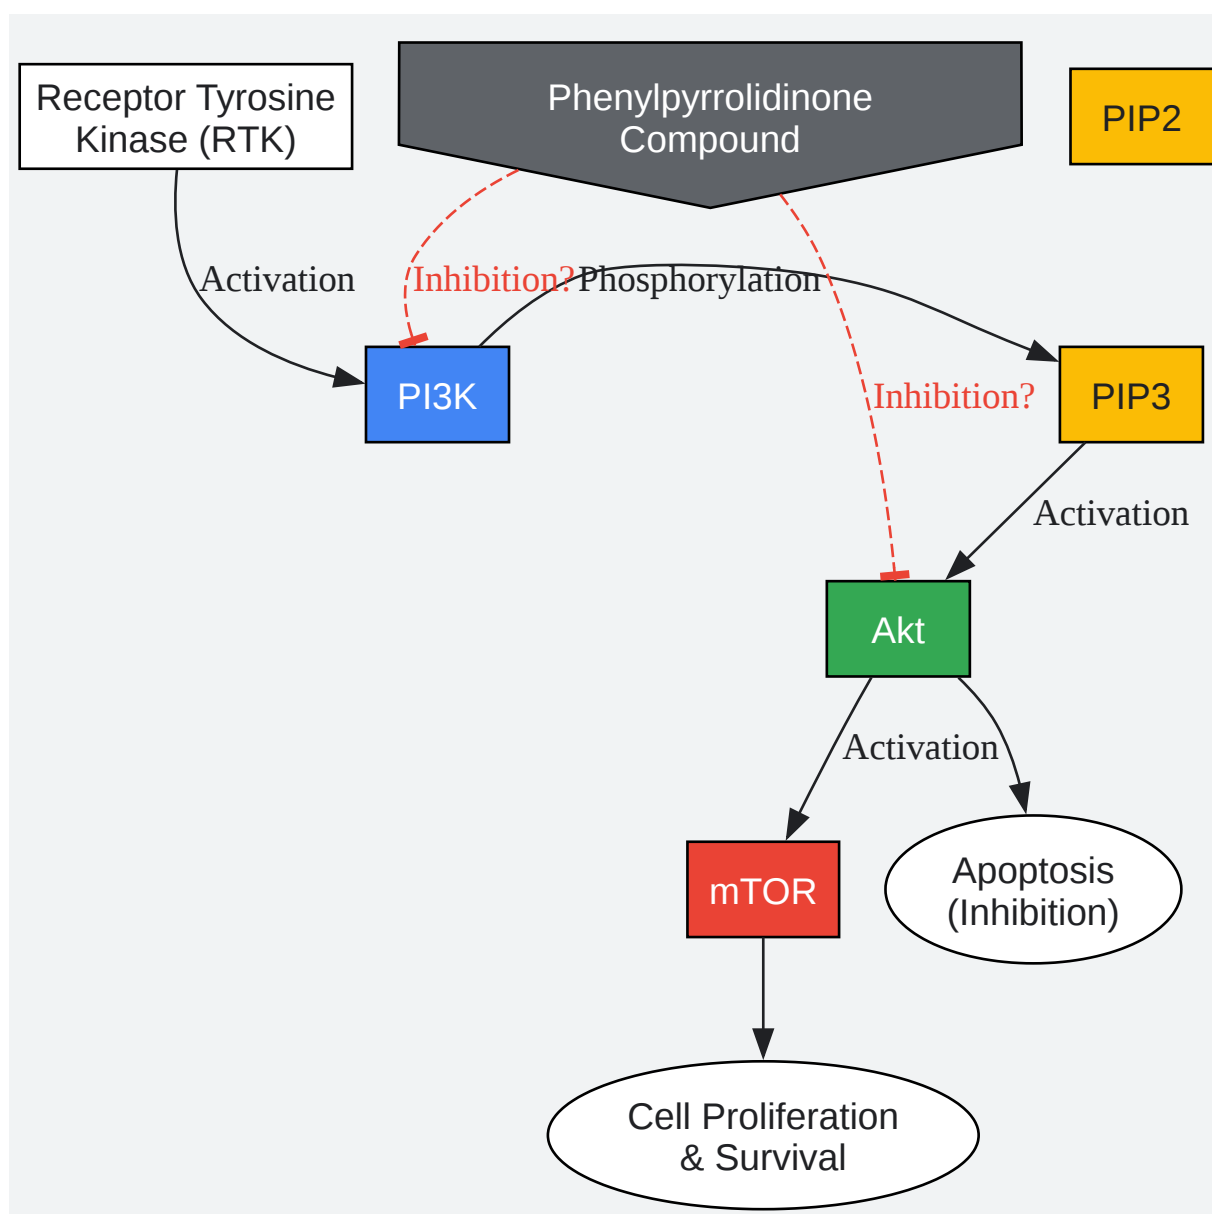 Receptor Tyrosine
Kinase (RTK)
Phenylpyrrolidinone
Compound
PIP2
Activation
Inhibition?
Phosphorylation
PI3K
Inhibition?
PIP3
Activation
Akt
Activation
mTOR
Apoptosis
(Inhibition)
Cell Proliferation
& Survival